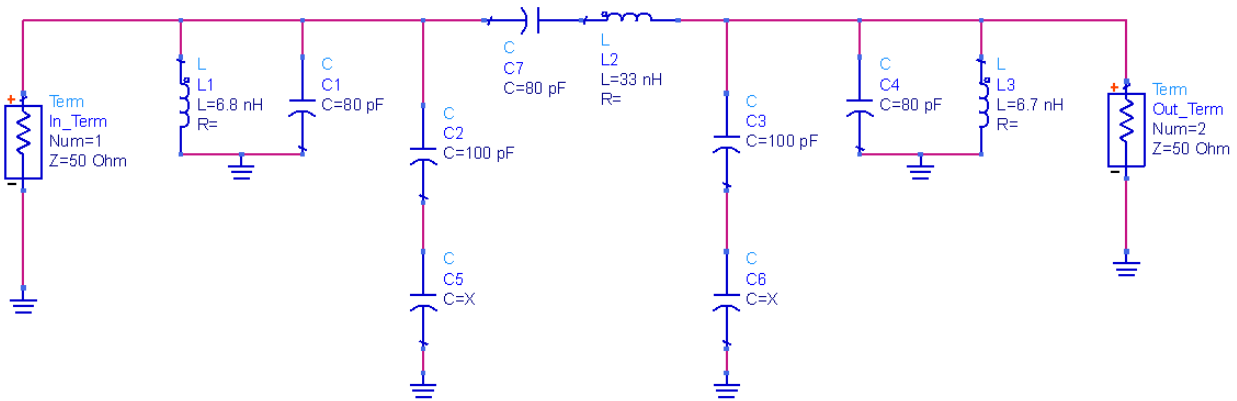 +
Term
In_Term
Num=1
Z=50 Ohm
-
L
L1
L=6.8 nH
R=
C
C1
C=80 pF
C
C2
C=100 pF
C
C5
C=X
C
C7
C=80 pF
L
L2
L=33 nH
R=
C
C3
C=100 pF
C
C6
C=X
C
C4
C=80 pF
L
L3
L=6.7 nH
R=
+
Term
Out_Term
Num=2
Z=50 Ohm
-